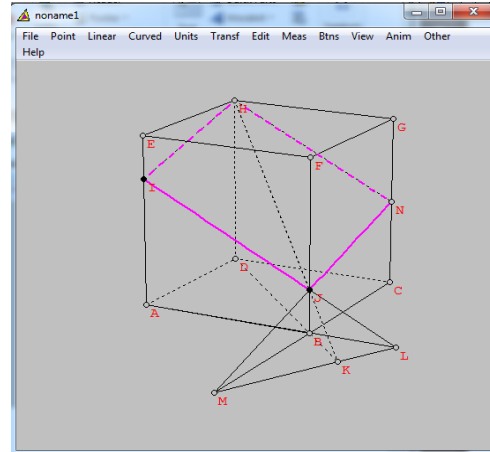 noname1
File Point Linear Curved Units Transf Edit Meas Btns View Anim Other
Help
H
G
E
F
I
N
D
C
J
A
B
L
K
M